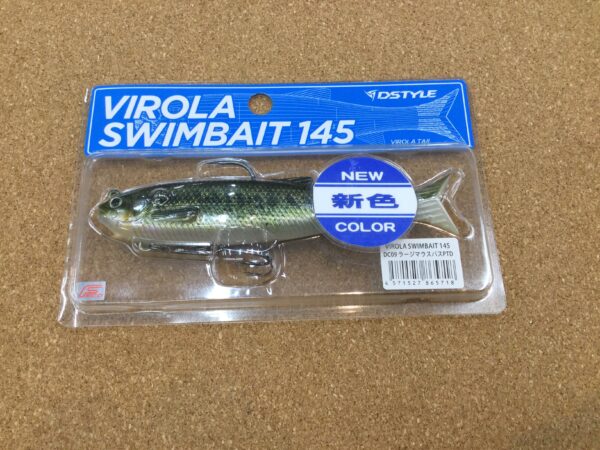 DSTYLE
VIROLA
SWIMBAIT 145
VIROLA TAIL
NEW
新色
COLOR
VIROLA SWIMBAIT 145
DC09 ラージマウスバスPTD
4 571527 865718